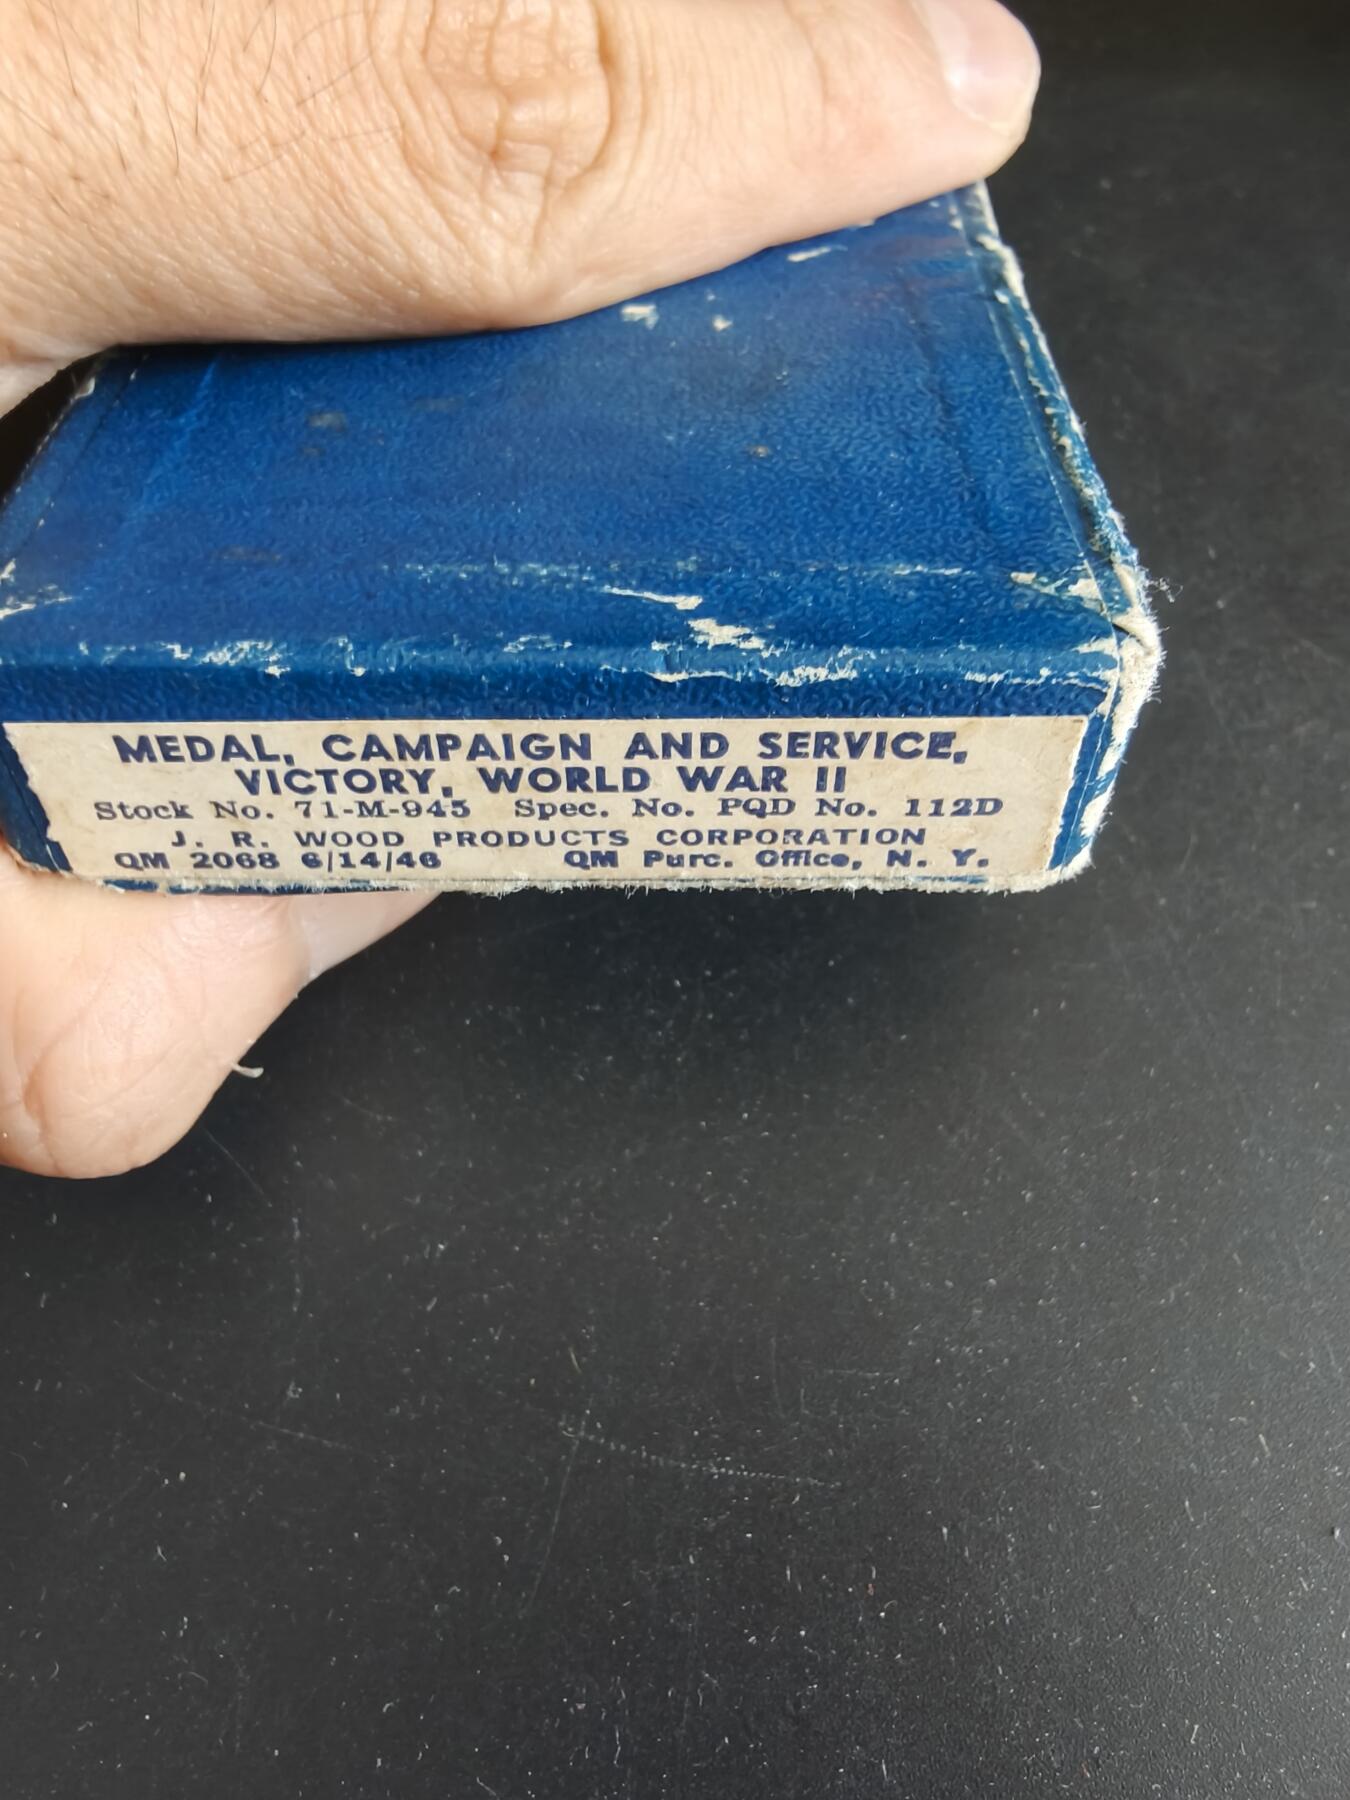 MEDAL, CAMPAIGN AND SERVICE,
VICTORY, WORLD WAR II
Stock No. 71-M-945 Spec. No. PQD No. 112D
J. R. WOOD PRODUCTS CORPORATION
QM 2068 6/14/46 QM Purc. Office, N. Y.